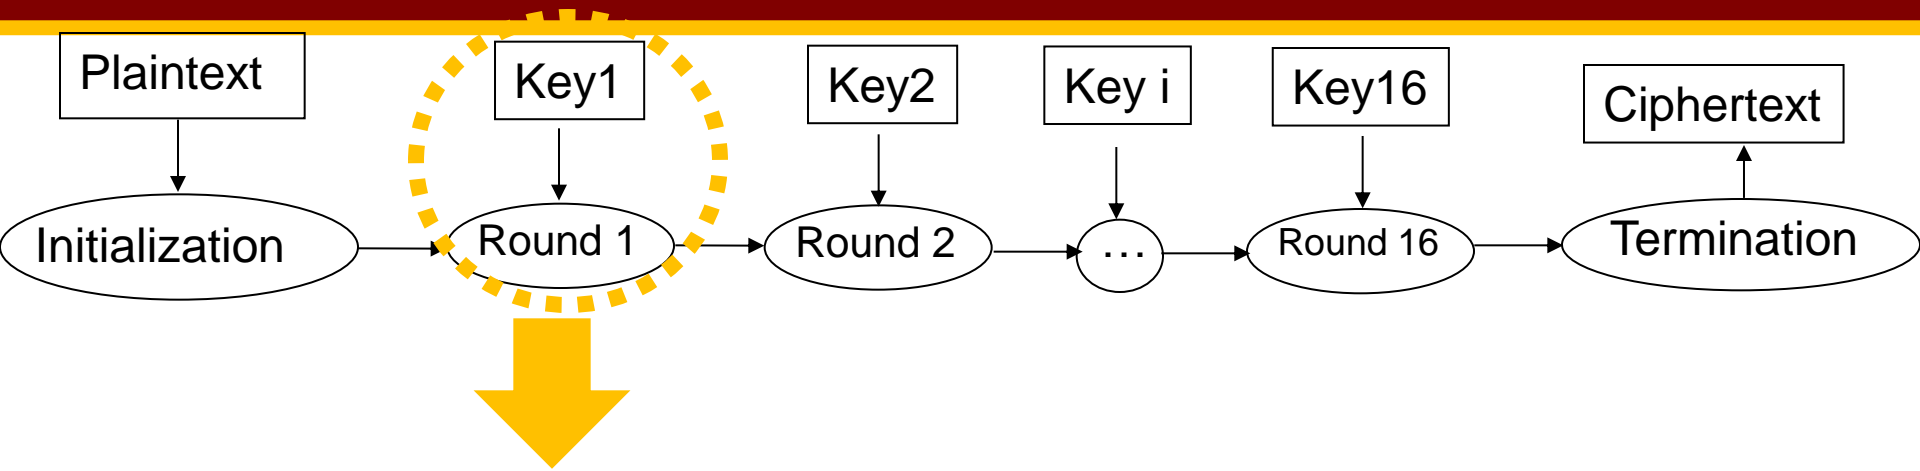 Plaintext
Key1
Key2
Key i
Key16
Ciphertext
Initialization
Round 1
Round 2
...
Round 16
Termination